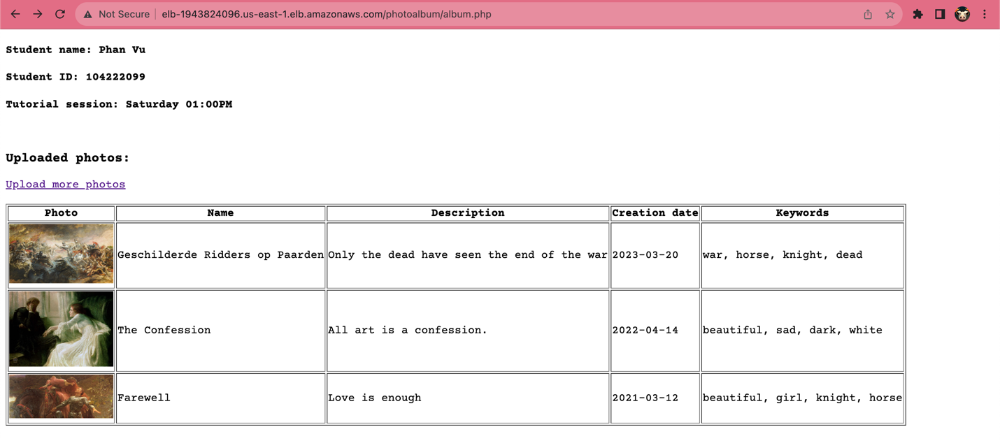 Not Secure elb-1943824096.us-east-1.elb.amazonaws.com/photoalbum/album.php
Student name: Phan Vu
Student ID: 104222099
Tutorial session: Saturday 01:00PM
Uploaded photos:
Upload more photos
Photo Name Description Creation date Keywords
Geschilderde Ridders op Paarden Only the dead have seen the end of the war 2023-03-20 war, horse, knight, dead
The Confession All art is a confession. 2022-04-14 beautiful, sad, dark, white
Farewell Love is enough 2021-03-12 beautiful, girl, knight, horse